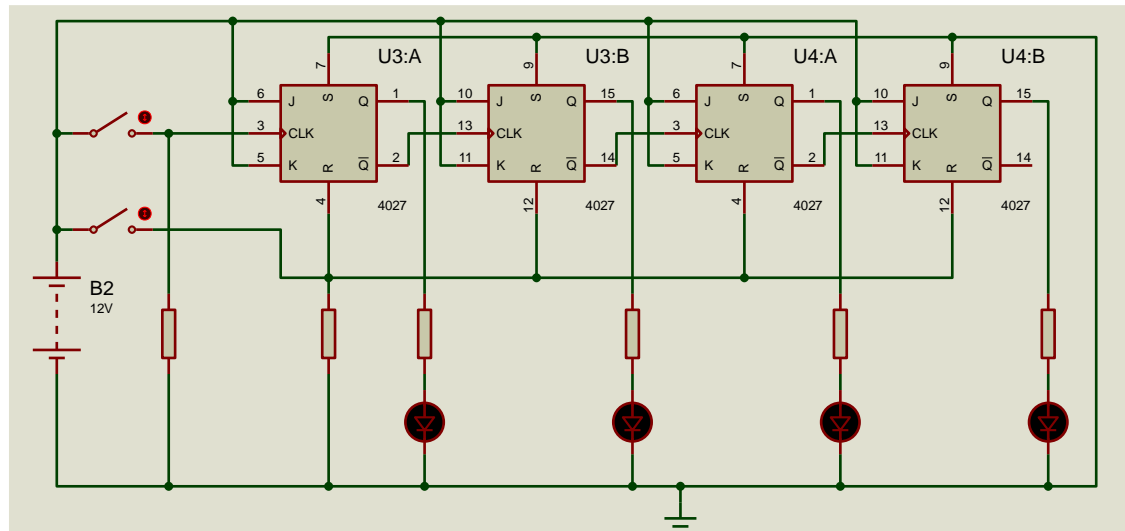 U3:A U3:B U4:A U4:B
7 9 7 9
S S S S
6 J Q 1 10 J Q 15 6 J Q 1 10 J Q 15
3 CLK 13 CLK 3 CLK 13 CLK
5 K Q 2 11 K Q 14 5 K Q 2 11 K Q 14
R R R R
4 12 4 12
4027 4027 4027 4027
B2
12V